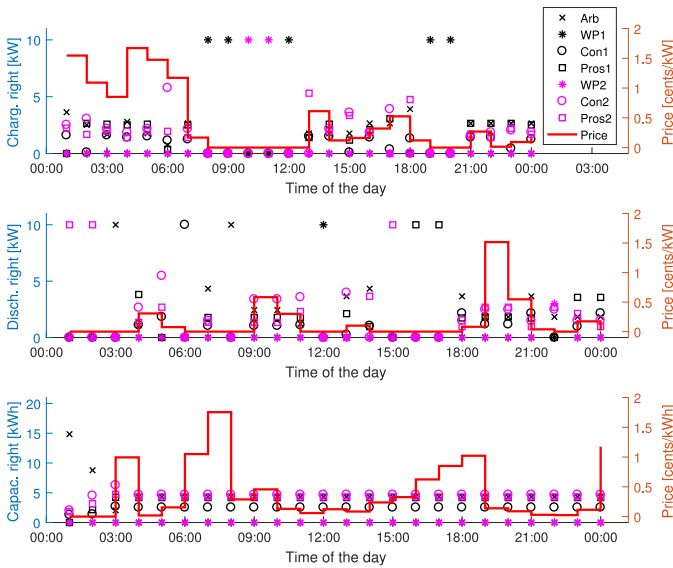 Charg. right [kW]
10
5
0
2
1.5
1
0.5
0
Price [cents/kW]
Arb
WP1
Con1
Pros1
WP2
Con2
Pros2
Price
00:00 03:00 06:00 09:00 12:00 15:00 18:00 21:00 00:00 03:00
Time of the day
Disch. right [kW]
10
5
0
2
1.5
1
0.5
0
Price [cents/kW]
00:00 03:00 06:00 09:00 12:00 15:00 18:00 21:00 00:00
Time of the day
Capac. right [kWh]
20
15
10
5
0
2
1.5
1
0.5
0
Price [cents/kWh]
00:00 03:00 06:00 09:00 12:00 15:00 18:00 21:00 00:00
Time of the day